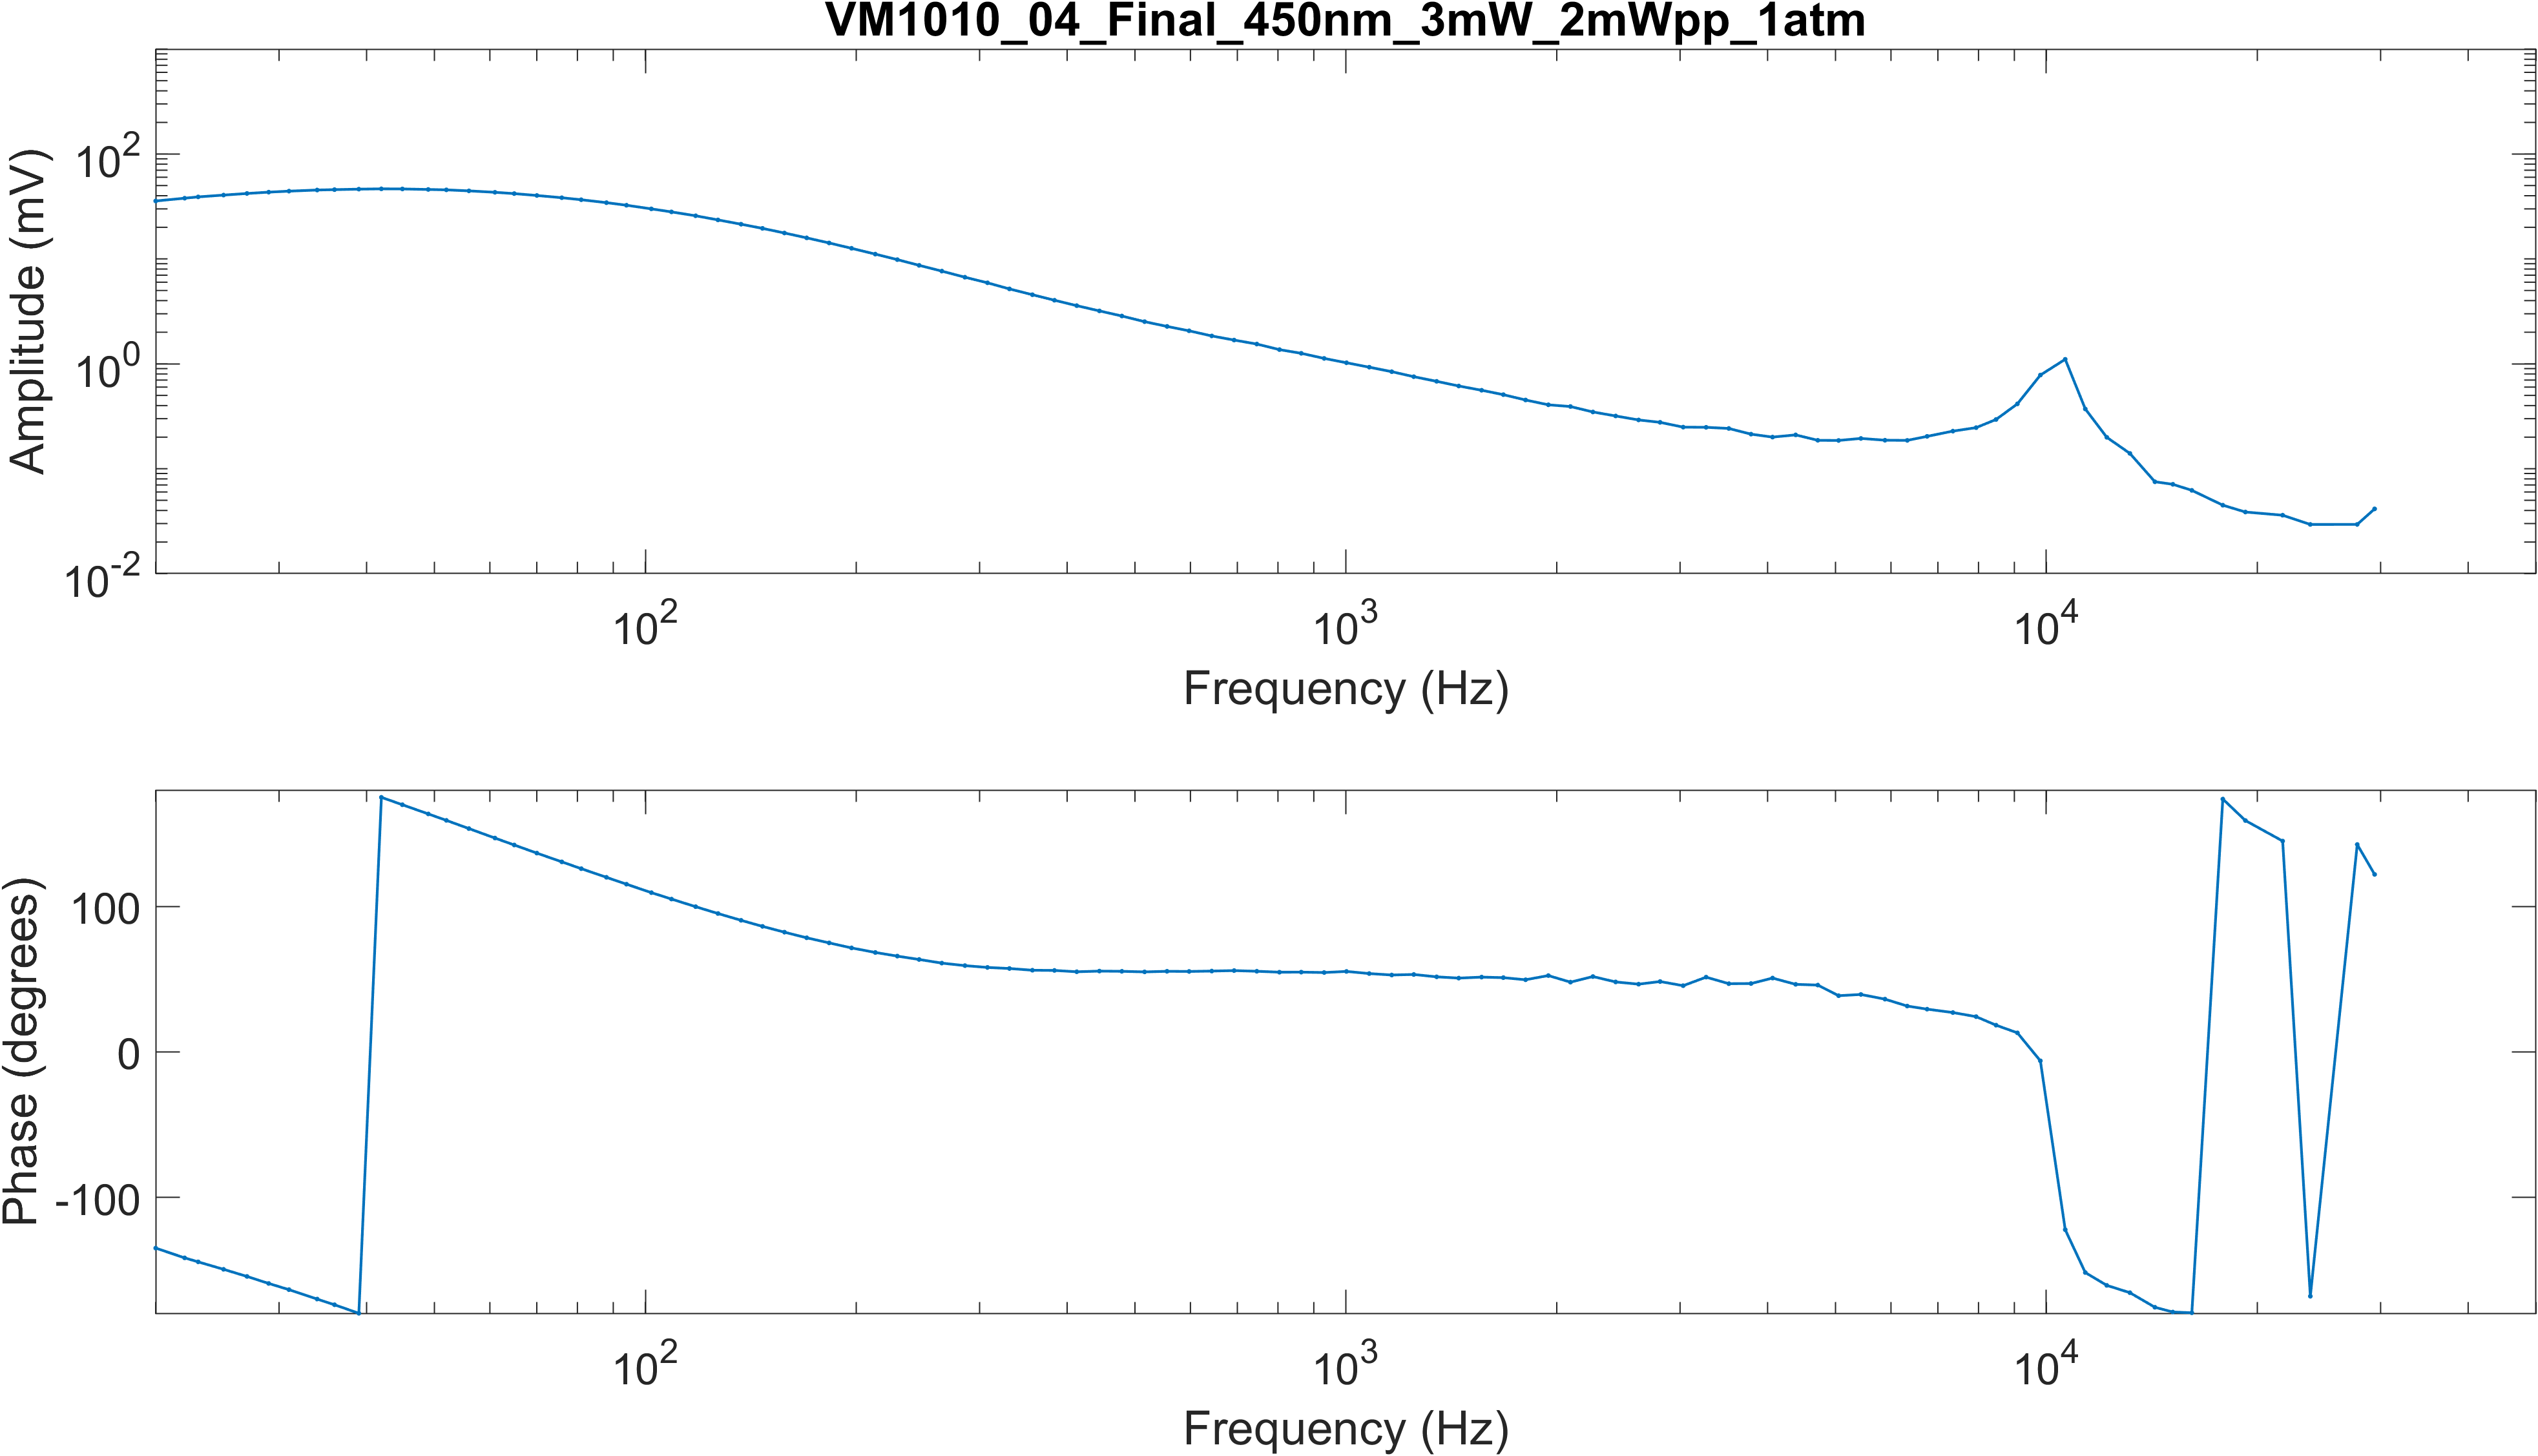 VM1010_04_Final_450nm_3mW_2mWpp_1atm
Amplitude (mV)
10^2
10^0
10^-2
10^2 10^3 10^4
Frequency (Hz)
Phase (degrees)
100
0
-100
10^2 10^3 10^4
Frequency (Hz)